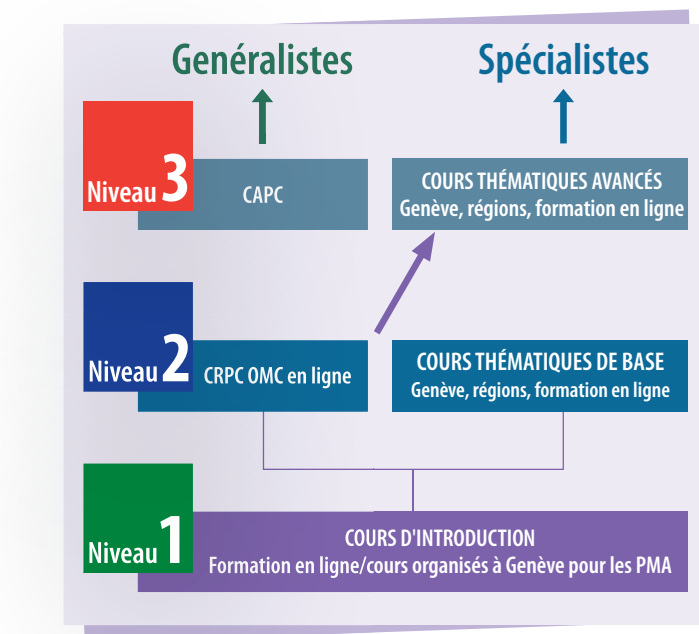 Genéralistes
Spécialistes
Niveau 3
CAPC
COURS THÉMATIQUES AVANCÉS
Genève, régions, formation en ligne
Niveau 2
CRPC OMC en ligne
COURS THÉMATIQUES DE BASE
Genève, régions, formation en ligne
Niveau 1
COURS D'INTRODUCTION
Formation en ligne/cours organisés à Genève pour les PMA